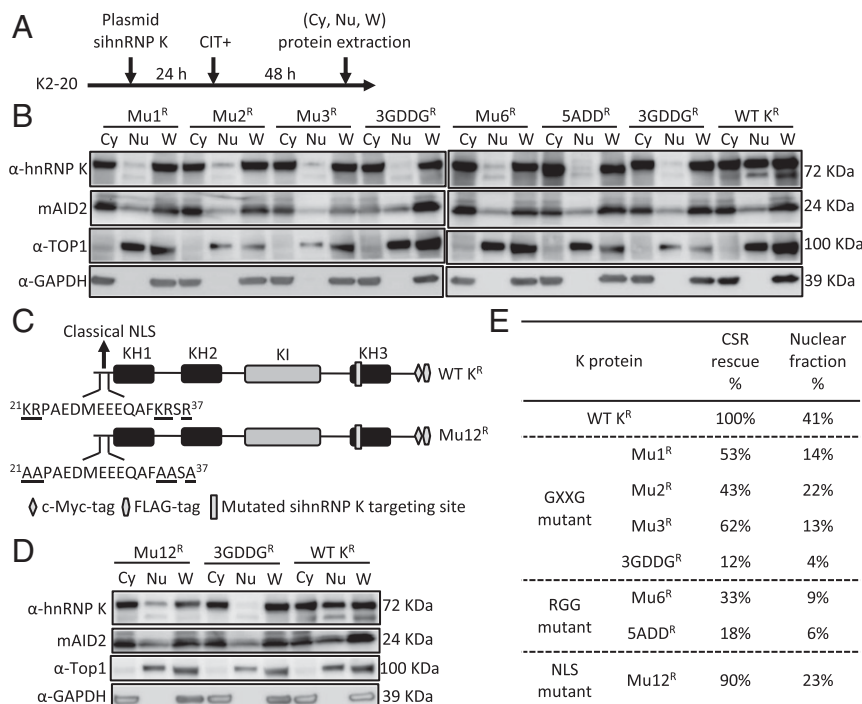 A
Plasmid
sihnRNP K
CIT+
(Cy, Nu, W)
protein extraction
K2-20
24 h
48 h
B
Mu1ᴿ Mu2ᴿ Mu3ᴿ 3GDDGᴿ Mu6ᴿ 5ADDᴿ 3GDDGᴿ WT Kᴿ
Cy Nu W Cy Nu W Cy Nu W Cy Nu W Cy Nu W Cy Nu W Cy Nu W Cy Nu W
α-hnRNP K 72 KDa
mAID2 24 KDa
α-TOP1 100 KDa
α-GAPDH 39 KDa
C
Classical NLS
KH1 KH2 KI KH3
WT Kᴿ
²¹KRPAEDMEEEQAFKRSR³⁷
Mu12ᴿ
²¹AAPAEDMEEEQAFAASA³⁷
c-Myc-tag FLAG-tag Mutated sihnRNP K targeting site
D
Mu12ᴿ 3GDDGᴿ WT Kᴿ
Cy Nu W Cy Nu W Cy Nu W
α-hnRNP K 72 KDa
mAID2 24 KDa
α-Top1 100 KDa
α-GAPDH 39 KDa
E
K protein
CSR
rescue
%
Nuclear
fraction
%
WT Kᴿ 100% 41%
GXXG
mutant
Mu1ᴿ 53% 14%
Mu2ᴿ 43% 22%
Mu3ᴿ 62% 13%
3GDDGᴿ 12% 4%
RGG
mutant
Mu6ᴿ 33% 9%
5ADDᴿ 18% 6%
NLS
mutant
Mu12ᴿ 90% 23%